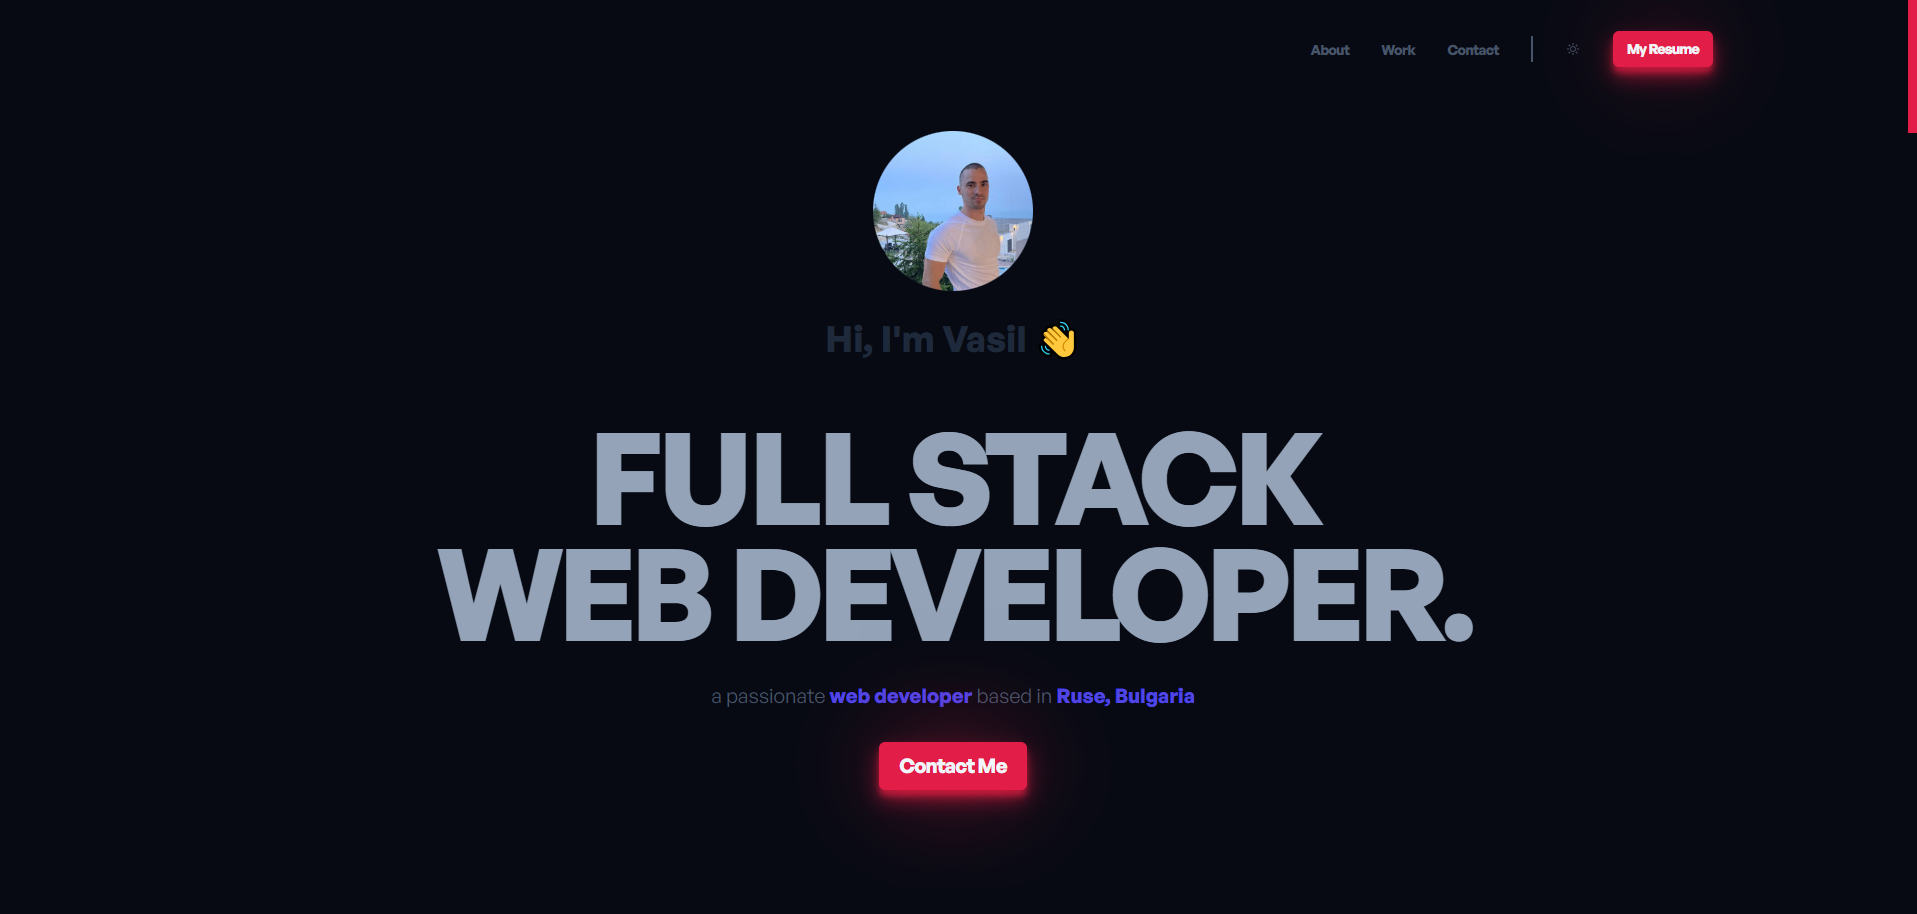 About Work Contact My Resume
Hi, I'm Vasil 👋
FULL STACK
WEB DEVELOPER.
a passionate web developer based in Ruse, Bulgaria
Contact Me